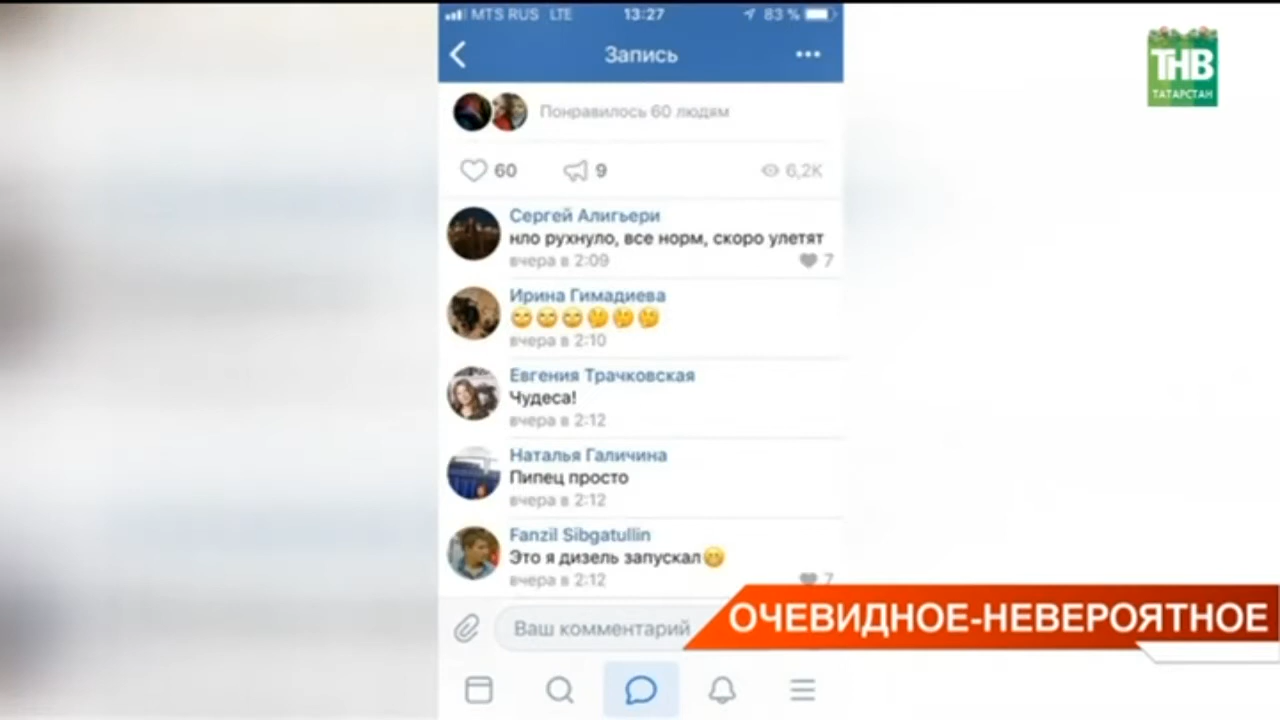 MTS RUS LTE 13:27 83 %
Запись
ТНВ
ТАТАРСТАН
Понравилось 60 людям
60 9 6,2K
Сергей Алигьери
нло рухнуло, все норм, скоро улетят
вчера в 2:09 7
Ирина Гимадиева
🙄🙄🙄🤔🤔🤔
вчера в 2:10
Евгения Трачковская
Чудеса!
вчера в 2:12
Наталья Галичина
Пипец просто
вчера в 2:12
Fanzil Sibgatullin
Это я дизель запускал🤭
вчера в 2:12 7
Ваш комментарий
ОЧЕВИДНОЕ-НЕВЕРОЯТНОЕ